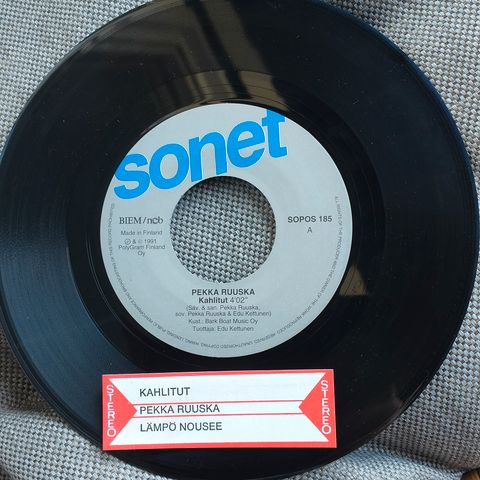 sonet
BIEM/ncb
Made in Finland
℗ & © 1991
PolyGram Finland
Oy
SOPOS 185
A
PEKKA RUUSKA
Kahlitut 4'02"
(Säv. & san. Pekka Ruuska,
sov. Pekka Ruuska & Edu Kettunen)
Kust.: Bark Boat Music Oy
Tuottaja: Edu Kettunen
STEREO
KAHLITUT
PEKKA RUUSKA
LÄMPÖ NOUSEE
STEREO